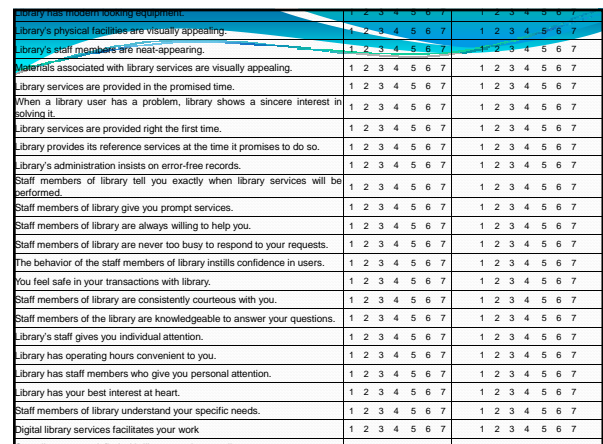 Library has modern looking equipment. 1 2 3 4 5 6 7 1 2 3 4 5 6 7
Library's physical facilities are visually appealing. 1 2 3 4 5 6 7 1 2 3 4 5 6 7
Library's staff members are neat-appearing. 1 2 3 4 5 6 7 1 2 3 4 5 6 7
Materials associated with library services are visually appealing. 1 2 3 4 5 6 7 1 2 3 4 5 6 7
Library services are provided in the promised time. 1 2 3 4 5 6 7 1 2 3 4 5 6 7
When a library user has a problem, library shows a sincere interest in
solving it. 1 2 3 4 5 6 7 1 2 3 4 5 6 7
Library services are provided right the first time. 1 2 3 4 5 6 7 1 2 3 4 5 6 7
Library provides its reference services at the time it promises to do so. 1 2 3 4 5 6 7 1 2 3 4 5 6 7
Library's administration insists on error-free records. 1 2 3 4 5 6 7 1 2 3 4 5 6 7
Staff members of library tell you exactly when library services will be
performed. 1 2 3 4 5 6 7 1 2 3 4 5 6 7
Staff members of library give you prompt services. 1 2 3 4 5 6 7 1 2 3 4 5 6 7
Staff members of library are always willing to help you. 1 2 3 4 5 6 7 1 2 3 4 5 6 7
Staff members of library are never too busy to respond to your requests. 1 2 3 4 5 6 7 1 2 3 4 5 6 7
The behavior of the staff members of library instills confidence in users. 1 2 3 4 5 6 7 1 2 3 4 5 6 7
You feel safe in your transactions with library. 1 2 3 4 5 6 7 1 2 3 4 5 6 7
Staff members of library are consistently courteous with you. 1 2 3 4 5 6 7 1 2 3 4 5 6 7
Staff members of the library are knowledgeable to answer your questions. 1 2 3 4 5 6 7 1 2 3 4 5 6 7
Library's staff gives you individual attention. 1 2 3 4 5 6 7 1 2 3 4 5 6 7
Library has operating hours convenient to you. 1 2 3 4 5 6 7 1 2 3 4 5 6 7
Library has staff members who give you personal attention. 1 2 3 4 5 6 7 1 2 3 4 5 6 7
Library has your best interest at heart. 1 2 3 4 5 6 7 1 2 3 4 5 6 7
Staff members of library understand your specific needs. 1 2 3 4 5 6 7 1 2 3 4 5 6 7
Digital library services facilitates your work 1 2 3 4 5 6 7 1 2 3 4 5 6 7